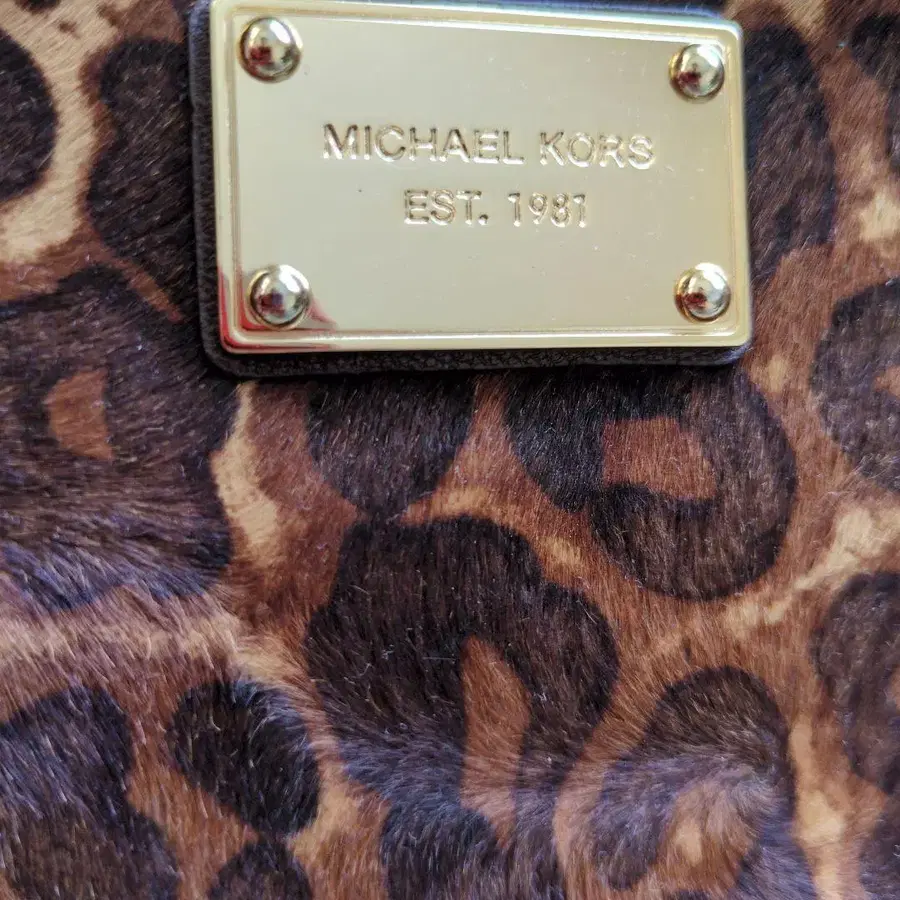 MICHAEL KORS
EST. 1981